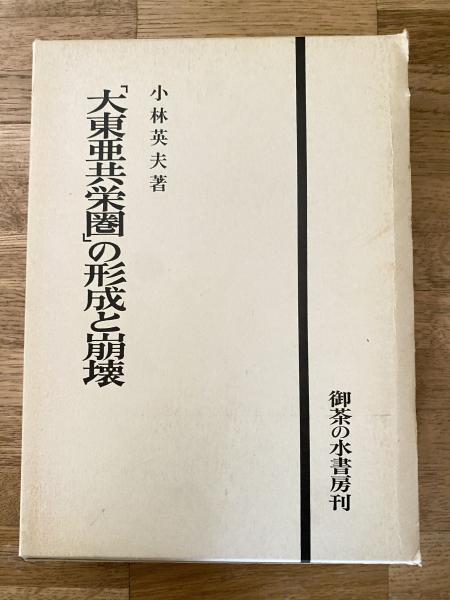 小林英夫著
「大東亜共栄圏」の形成と崩壊
御茶の水書房刊